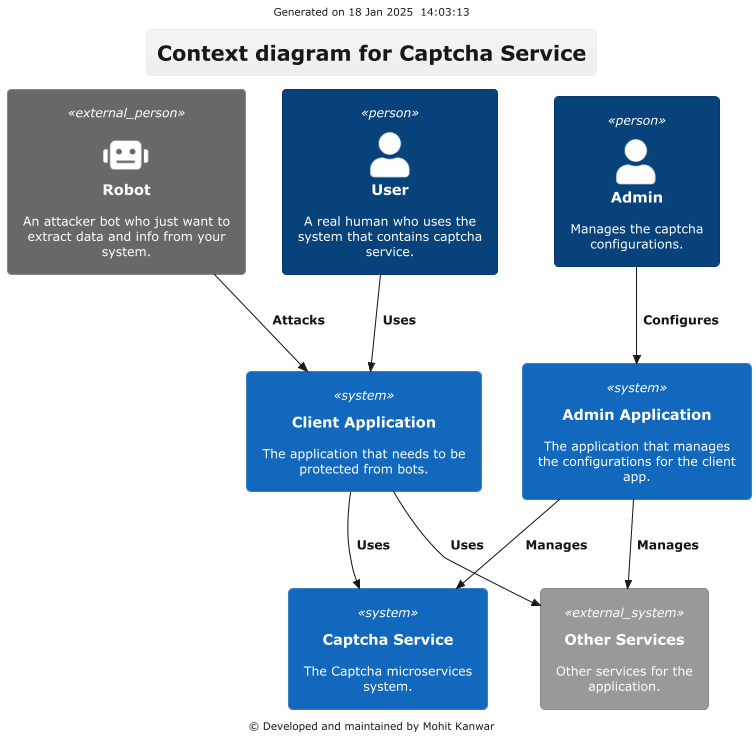 Generated on 18 Jan 2025  14:03:13
Context diagram for Captcha Service
«external_person»
Robot
An attacker bot who just want to
extract data and info from your
system.
«person»
User
A real human who uses the
system that contains captcha
service.
«person»
Admin
Manages the captcha
configurations.
Attacks
Uses
Configures
«system»
Client Application
The application that needs to be
protected from bots.
«system»
Admin Application
The application that manages
the configurations for the client
app.
Uses
Uses
Manages
Manages
«system»
Captcha Service
The Captcha microservices
system.
«external_system»
Other Services
Other services for the
application.
© Developed and maintained by Mohit Kanwar